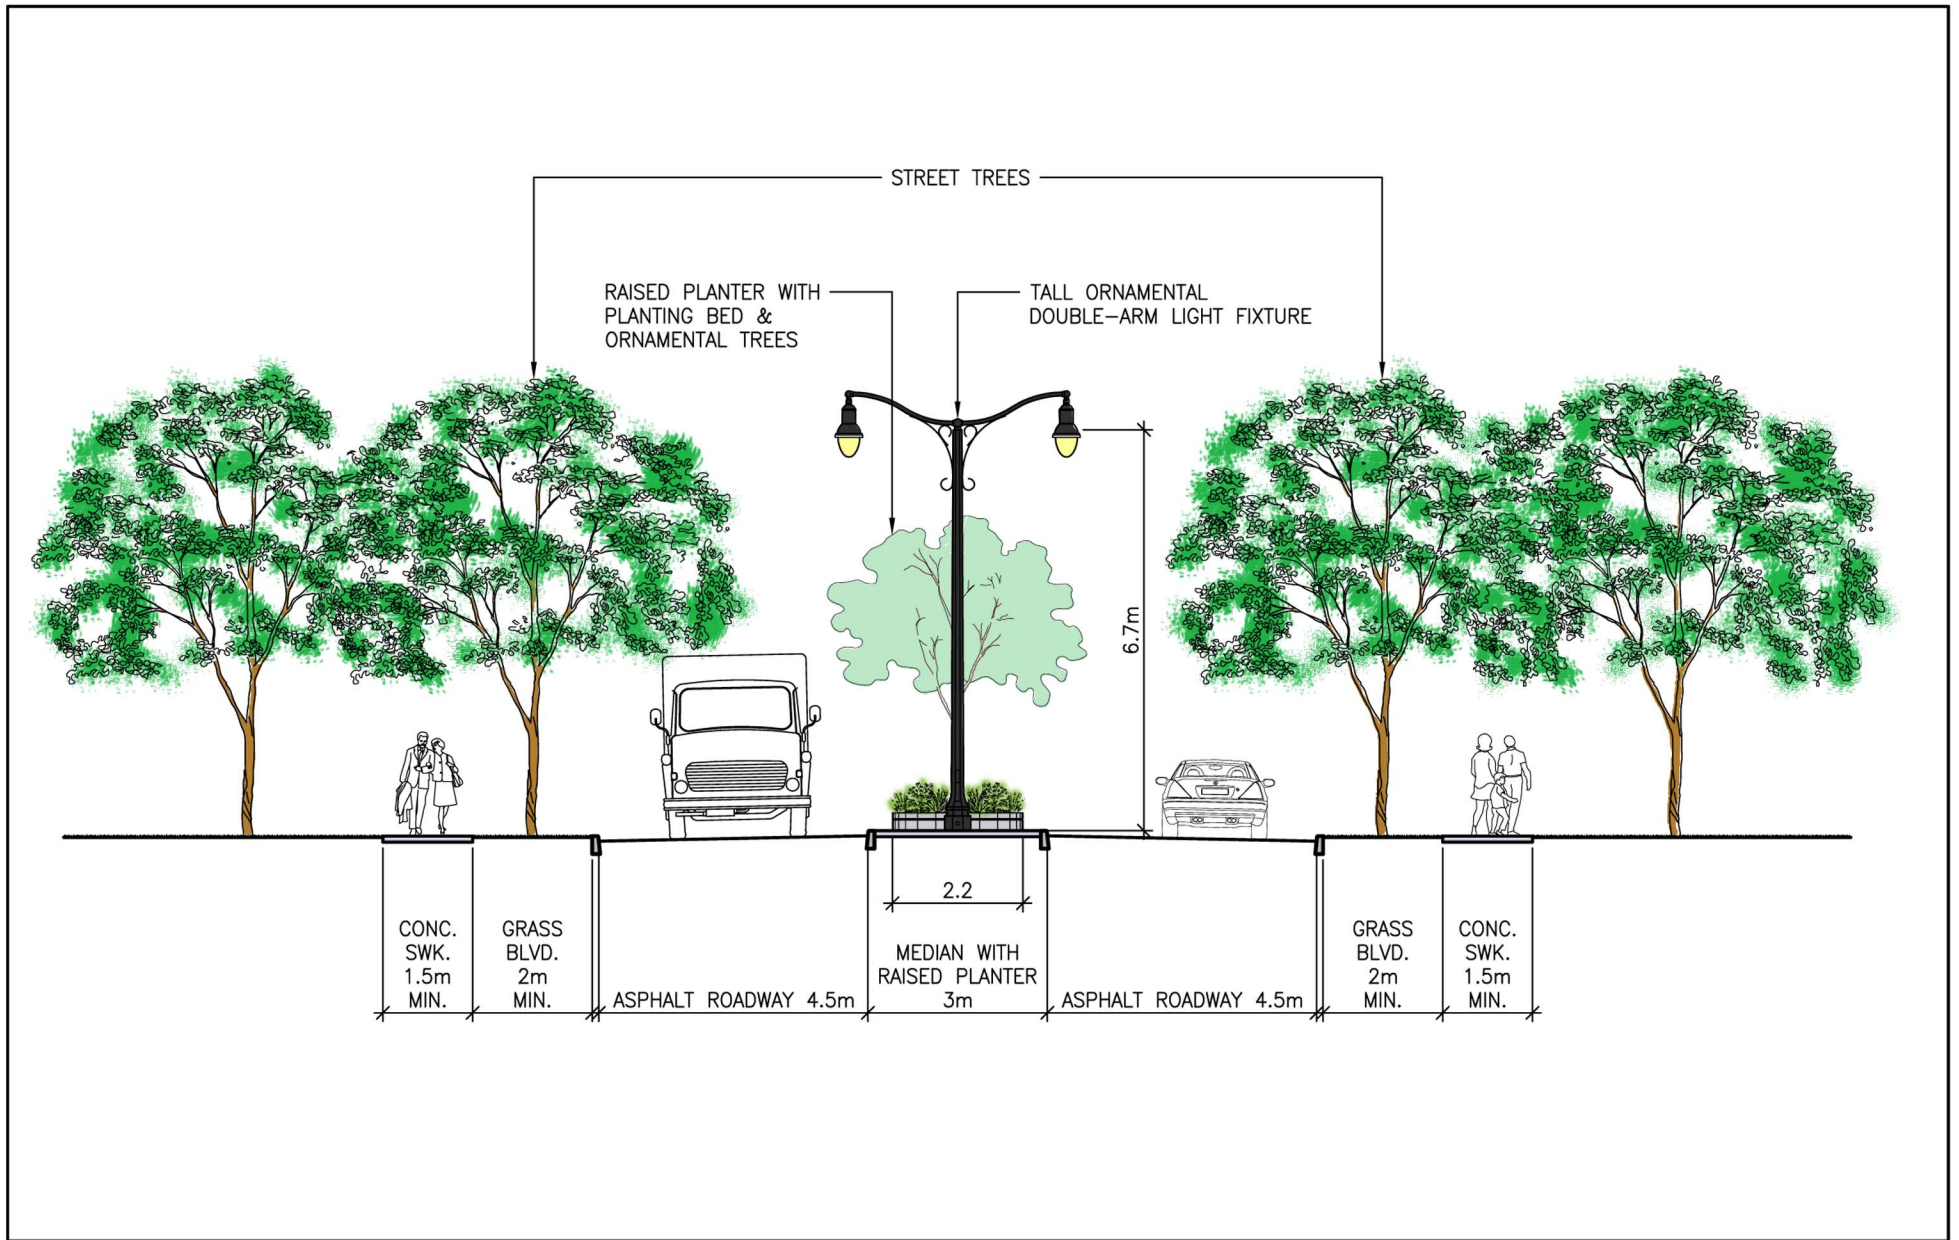 STREET TREES
RAISED PLANTER WITH
PLANTING BED &
ORNAMENTAL TREES
TALL ORNAMENTAL
DOUBLE-ARM LIGHT FIXTURE
6.7m
2.2
CONC.
SWK.
1.5m
MIN.
GRASS
BLVD.
2m
MIN.
ASPHALT ROADWAY 4.5m
MEDIAN WITH
RAISED PLANTER
3m
ASPHALT ROADWAY 4.5m
GRASS
BLVD.
2m
MIN.
CONC.
SWK.
1.5m
MIN.